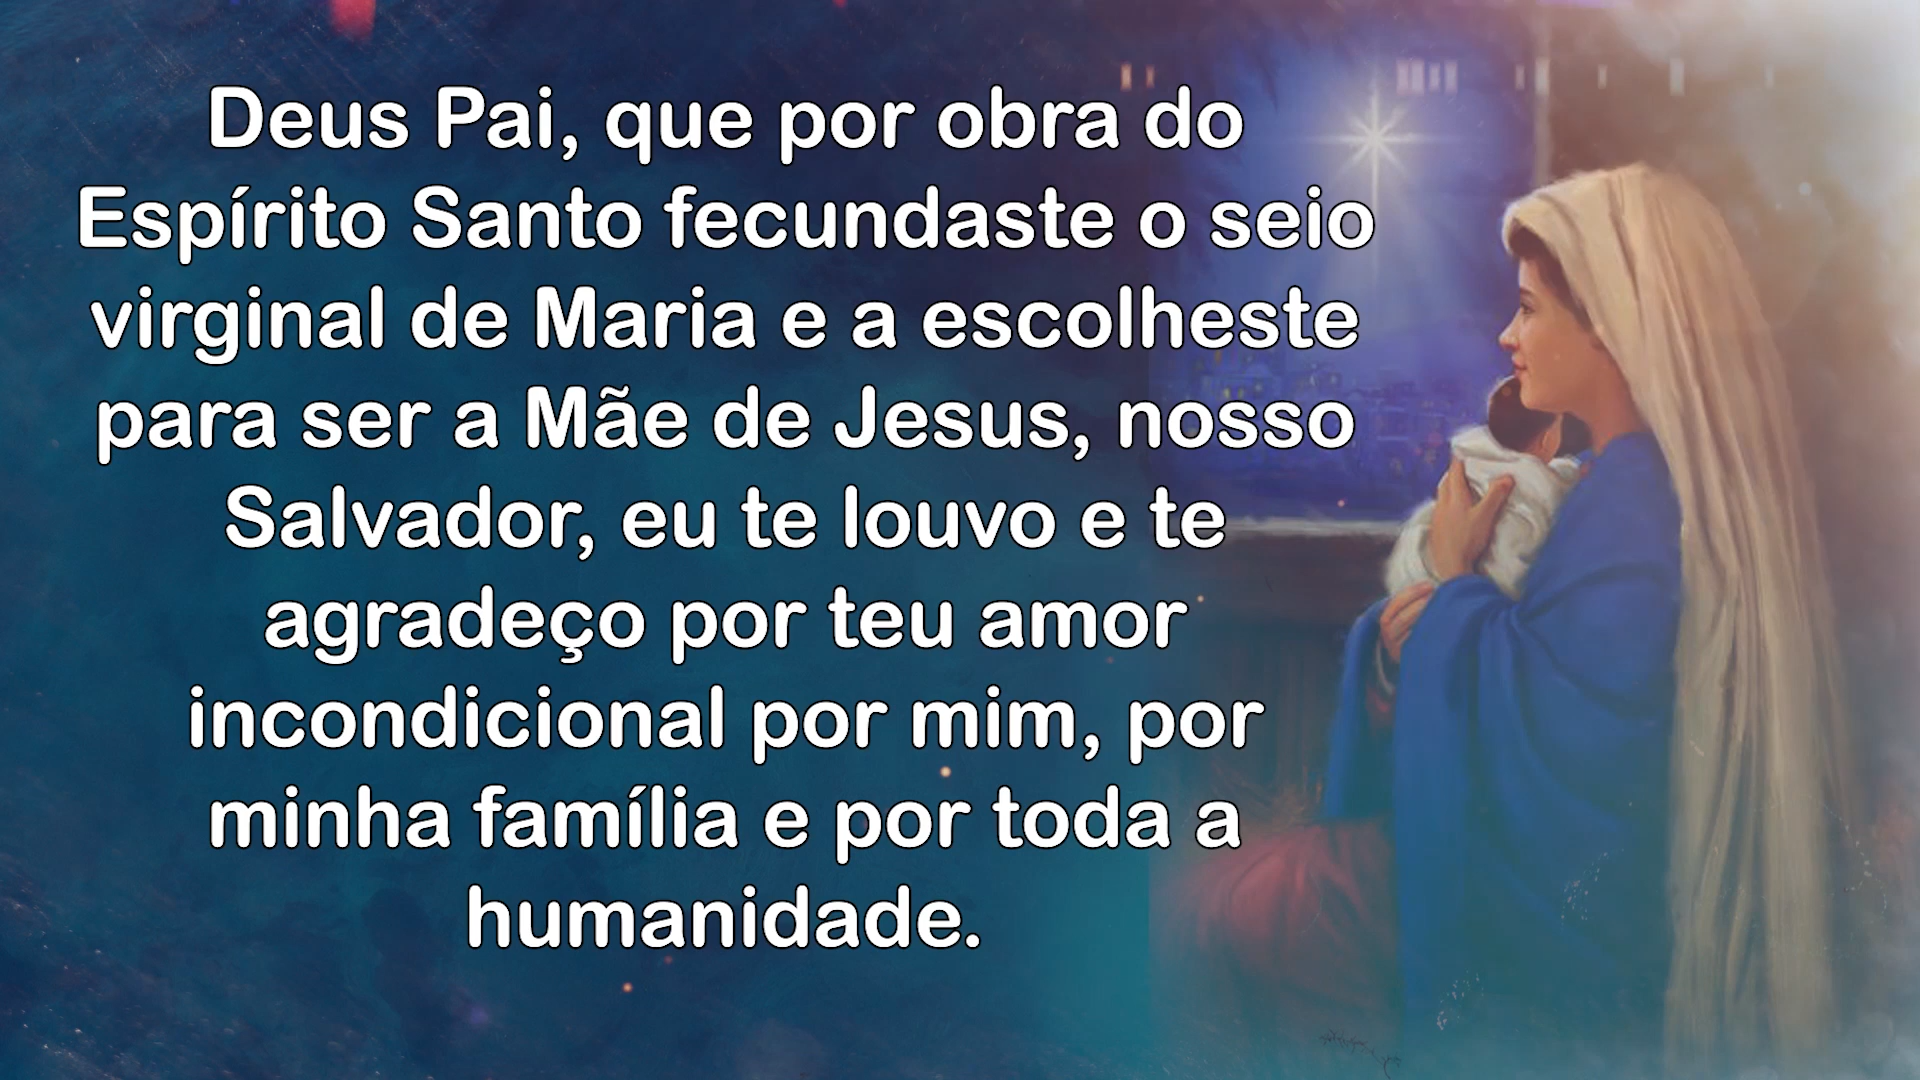 Deus Pai, que por obra do
Espírito Santo fecundaste o seio
virginal de Maria e a escolheste
para ser a Mãe de Jesus, nosso
Salvador, eu te louvo e te
agradeço por teu amor
incondicional por mim, por
minha família e por toda a
humanidade.